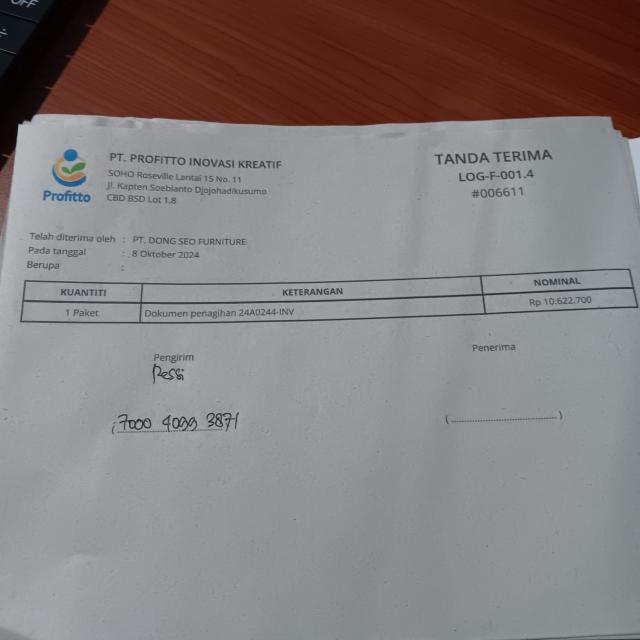 OFF
PT. PROFITTO INOVASI KREATIF
SOHO Roseville Lantai 15 No. 11
Jl. Kapten Soebianto Djojohadikusumo
CBD BSD Lot 1.8
Profitto
TANDA TERIMA
LOG-F-001.4
#006611
Telah diterima oleh : PT. DONG SEO FURNITURE
Pada tanggal : 8 Oktober 2024
Berupa :
KUANTITI KETERANGAN NOMINAL
1 Paket Dokumen penagihan 24A0244-INV Rp 10.622.700
Pengirim Penerima
Pessi
7000 4099 3871
(..............................)